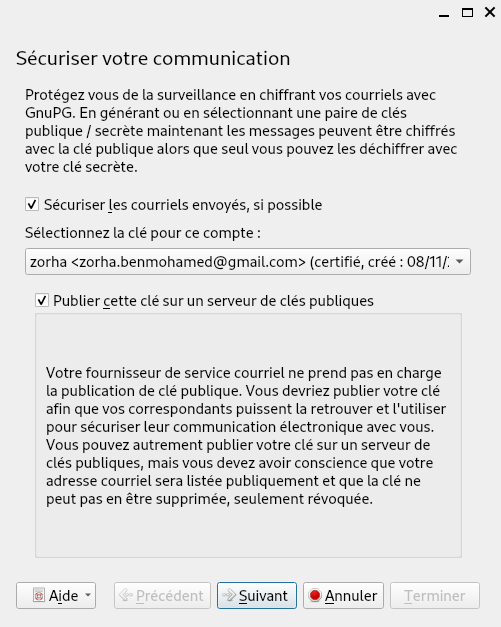 Sécuriser votre communication
Protégez vous de la surveillance en chiffrant vos courriels avec
GnuPG. En générant ou en sélectionnant une paire de clés
publique / secrète maintenant les messages peuvent être chiffrés
avec la clé publique alors que seul vous pouvez les déchiffrer avec
votre clé secrète.
Sécuriser les courriels envoyés, si possible
Sélectionnez la clé pour ce compte :
zorha <zorha.benmohamed@gmail.com> (certifié, créé : 08/11/
Publier cette clé sur un serveur de clés publiques
Votre fournisseur de service courriel ne prend pas en charge
la publication de clé publique. Vous devriez publier votre clé
afin que vos correspondants puissent la retrouver et l'utiliser
pour sécuriser leur communication électronique avec vous.
Vous pouvez autrement publier votre clé sur un serveur de
clés publiques, mais vous devez avoir conscience que votre
adresse courriel sera listée publiquement et que la clé ne
peut pas en être supprimée, seulement révoquée.
Aide Précédent Suivant Annuler Terminer